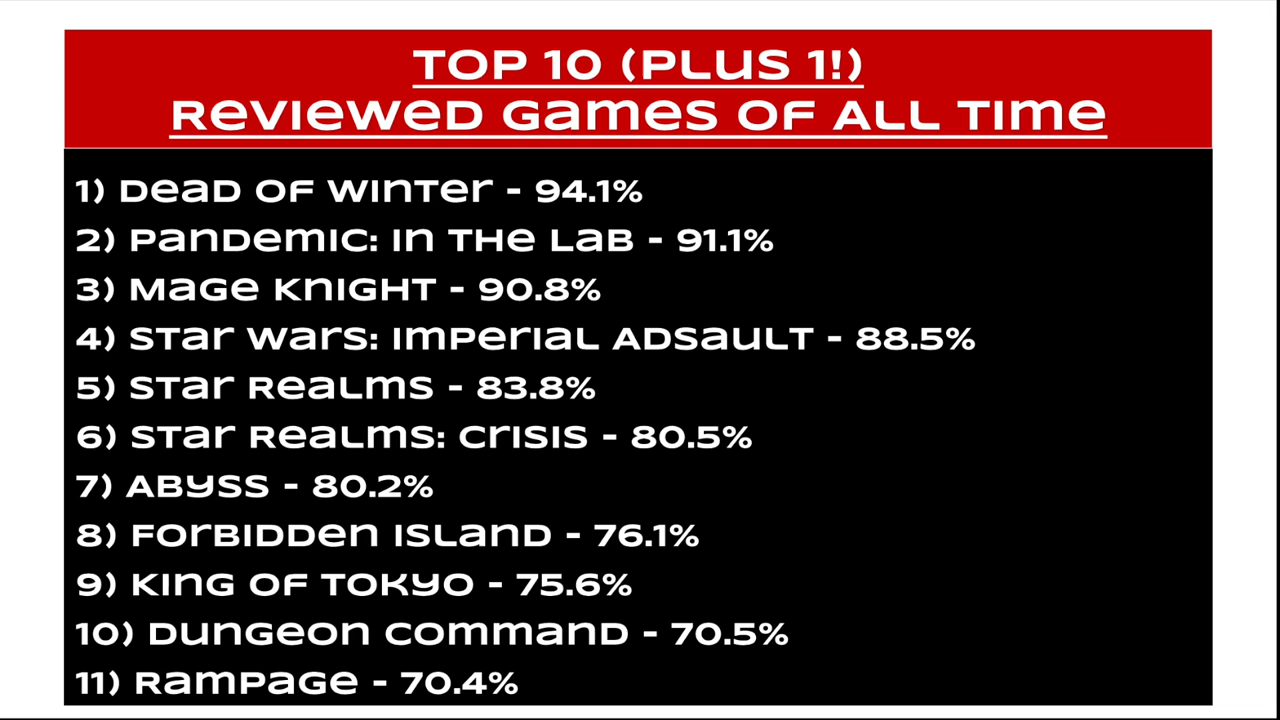 TOP 10 (PLUS 1!)
Reviewed Games of All Time
1) Dead of Winter - 94.1%
2) Pandemic: In the Lab - 91.1%
3) Mage Knight - 90.8%
4) Star Wars: Imperial Adsault - 88.5%
5) Star Realms - 83.8%
6) Star Realms: Crisis - 80.5%
7) Abyss - 80.2%
8) Forbidden Island - 76.1%
9) King of Tokyo - 75.6%
10) Dungeon Command - 70.5%
11) Rampage - 70.4%